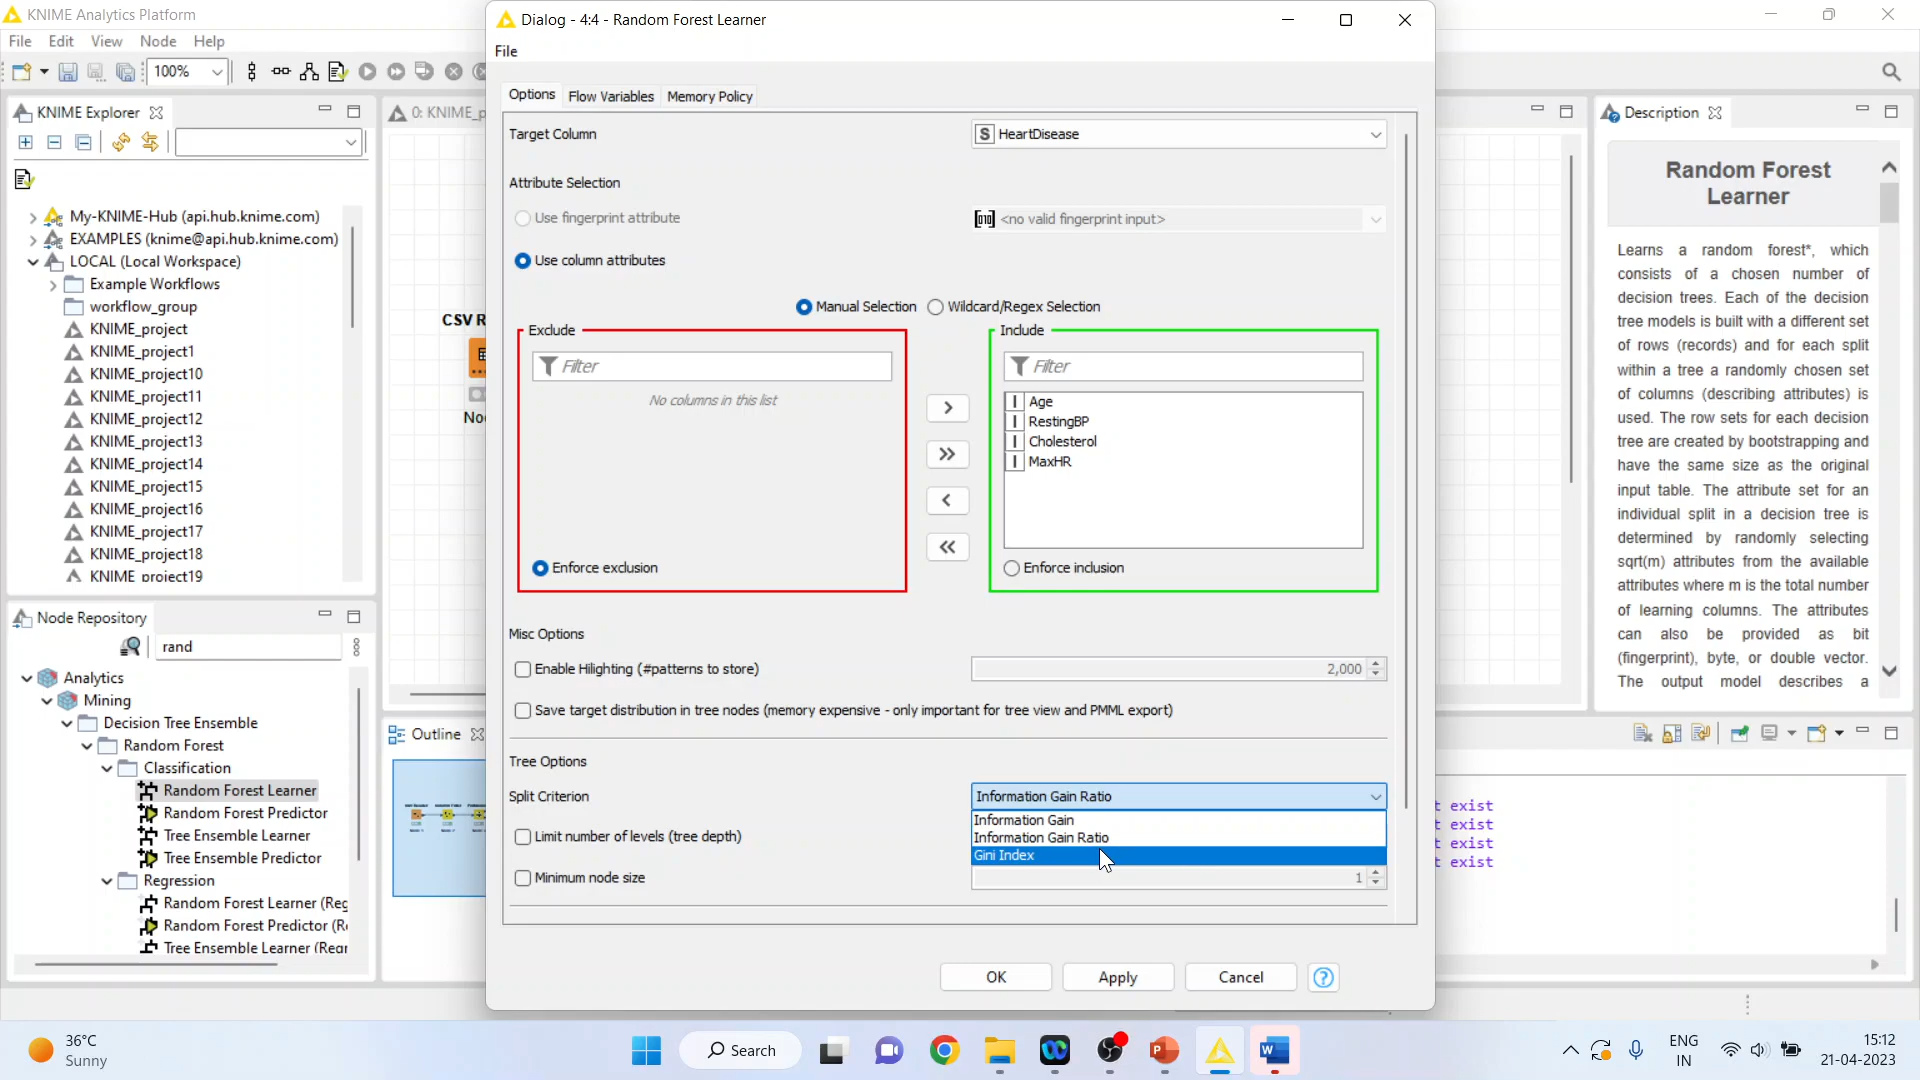 KNIME Analytics Platform
File Edit View Node Help
100%
KNIME Explorer
My-KNIME-Hub (api.hub.knime.com)
EXAMPLES (knime@api.hub.knime.com)
LOCAL (Local Workspace)
Example Workflows
workflow_group
KNIME_project
KNIME_project1
KNIME_project10
KNIME_project11
KNIME_project12
KNIME_project13
KNIME_project14
KNIME_project15
KNIME_project16
KNIME_project17
KNIME_project18
KNIME_project19
Node Repository
rand
Analytics
Mining
Decision Tree Ensemble
Random Forest
Classification
Random Forest Learner
Random Forest Predictor
Tree Ensemble Learner
Tree Ensemble Predictor
Regression
Random Forest Learner (Reg
Random Forest Predictor (R
Tree Ensemble Learner (Regr
0: KNIME_p
CSV R
Noc
Outline
Dialog - 4:4 - Random Forest Learner
File
Options Flow Variables Memory Policy
Target Column
S HeartDisease
Attribute Selection
Use fingerprint attribute
<no valid fingerprint input>
Use column attributes
Manual Selection Wildcard/Regex Selection
Exclude
Filter
No columns in this list
Enforce exclusion
Include
Filter
I Age
I RestingBP
I Cholesterol
I MaxHR
Enforce inclusion
Misc Options
Enable Hilighting (#patterns to store)
2,000
Save target distribution in tree nodes (memory expensive - only important for tree view and PMML export)
Tree Options
Split Criterion
Information Gain Ratio
Information Gain
Information Gain Ratio
Gini Index
Limit number of levels (tree depth)
Minimum node size
1
OK Apply Cancel
Description
Random Forest
Learner
Learns a random forest*, which
consists of a chosen number of
decision trees. Each of the decision
tree models is built with a different set
of rows (records) and for each split
within a tree a randomly chosen set
of columns (describing attributes) is
used. The row sets for each decision
tree are created by bootstrapping and
have the same size as the original
input table. The attribute set for an
individual split in a decision tree is
determined by randomly selecting
sqrt(m) attributes from the available
attributes where m is the total number
of learning columns. The attributes
can also be provided as bit
(fingerprint), byte, or double vector.
The output model describes a
t exist
t exist
t exist
t exist
36°C
Sunny
Search
ENG
IN
15:12
21-04-2023